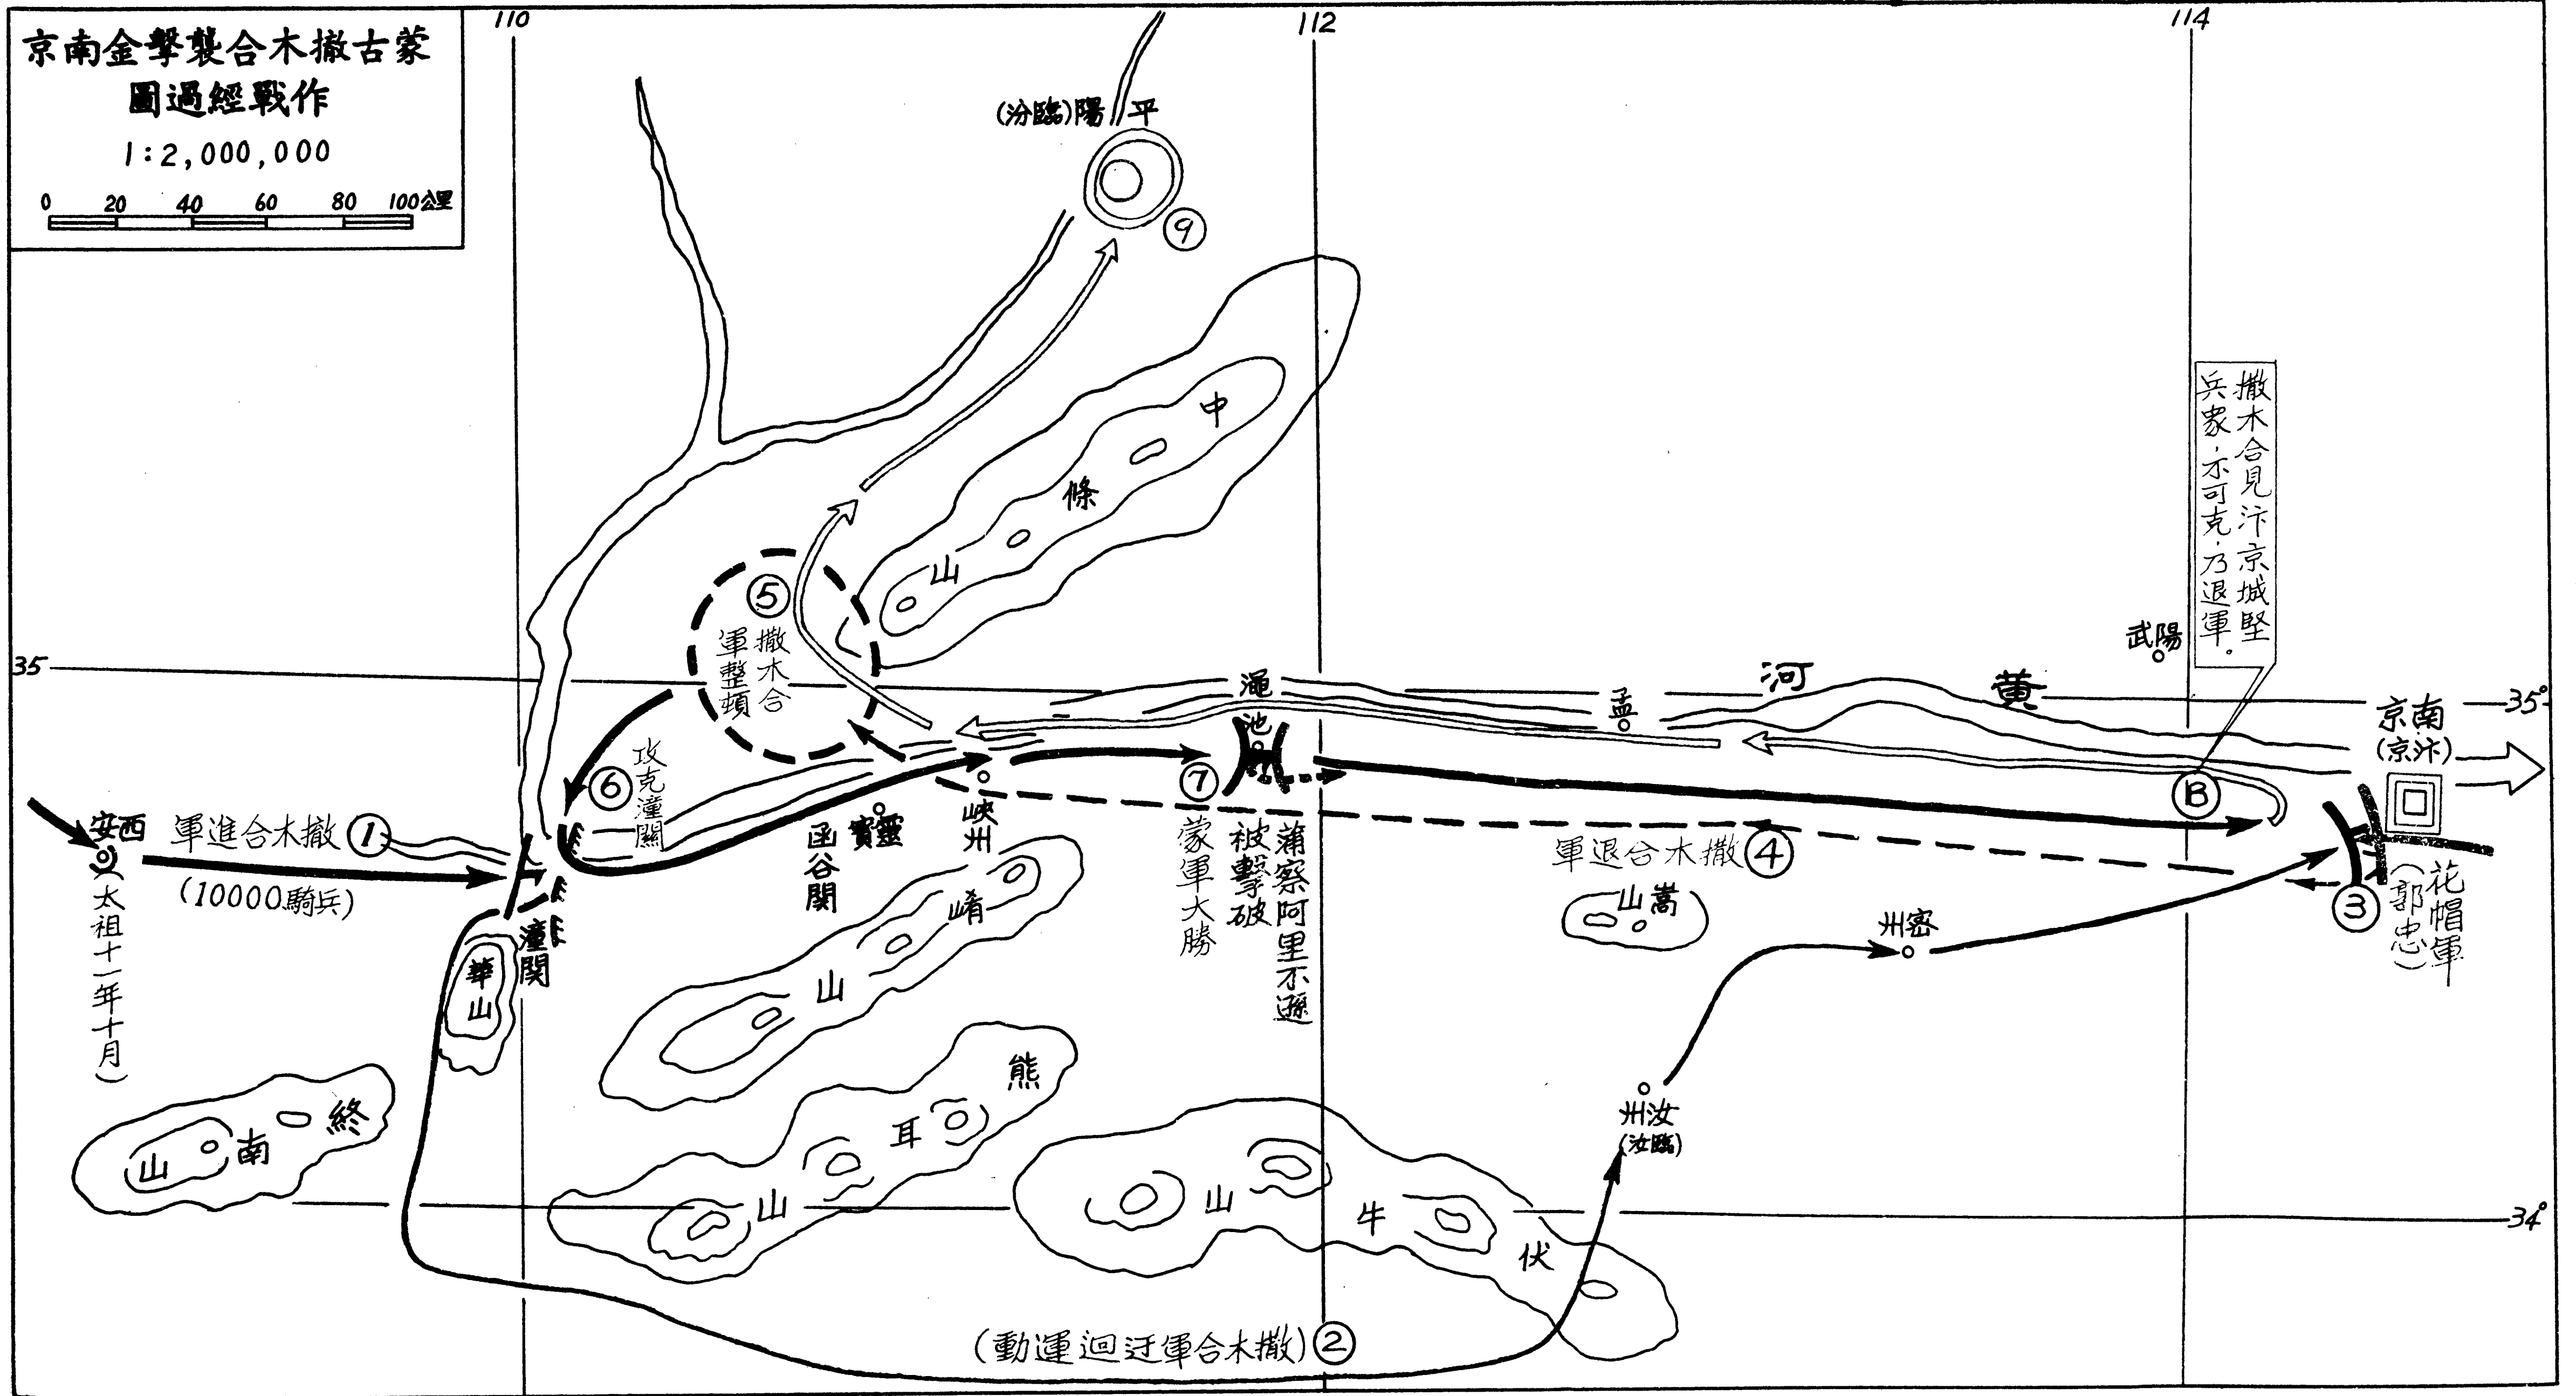 蒙古撒木合襲擊金南京
作戰經過圖
1:2,000,000
0 20 40 60 80 100公里
110
112
114
35
35°
34°
平陽(臨汾)
⑨
中條山
⑤
撒木合
軍整頓
⑥
攻克潼關
西安
(太祖十一年十月)
①
撒木合進軍
(10000騎兵)
潼関
華山
終南山
函谷関
靈寶
峽州
崤山
熊耳山
伏牛山
澠池
⑦
蒲察阿里不遜
被擊破
蒙軍大勝
孟
黄河
武陽
撒木合見汴京城堅
兵衆，不可克，乃退軍。
⑧
南京
(汴京)
③
花帽軍
(郭忠)
④撒木合退軍
嵩山
密州
汝州
(臨汝)
②(撒木合軍迂迴運動)